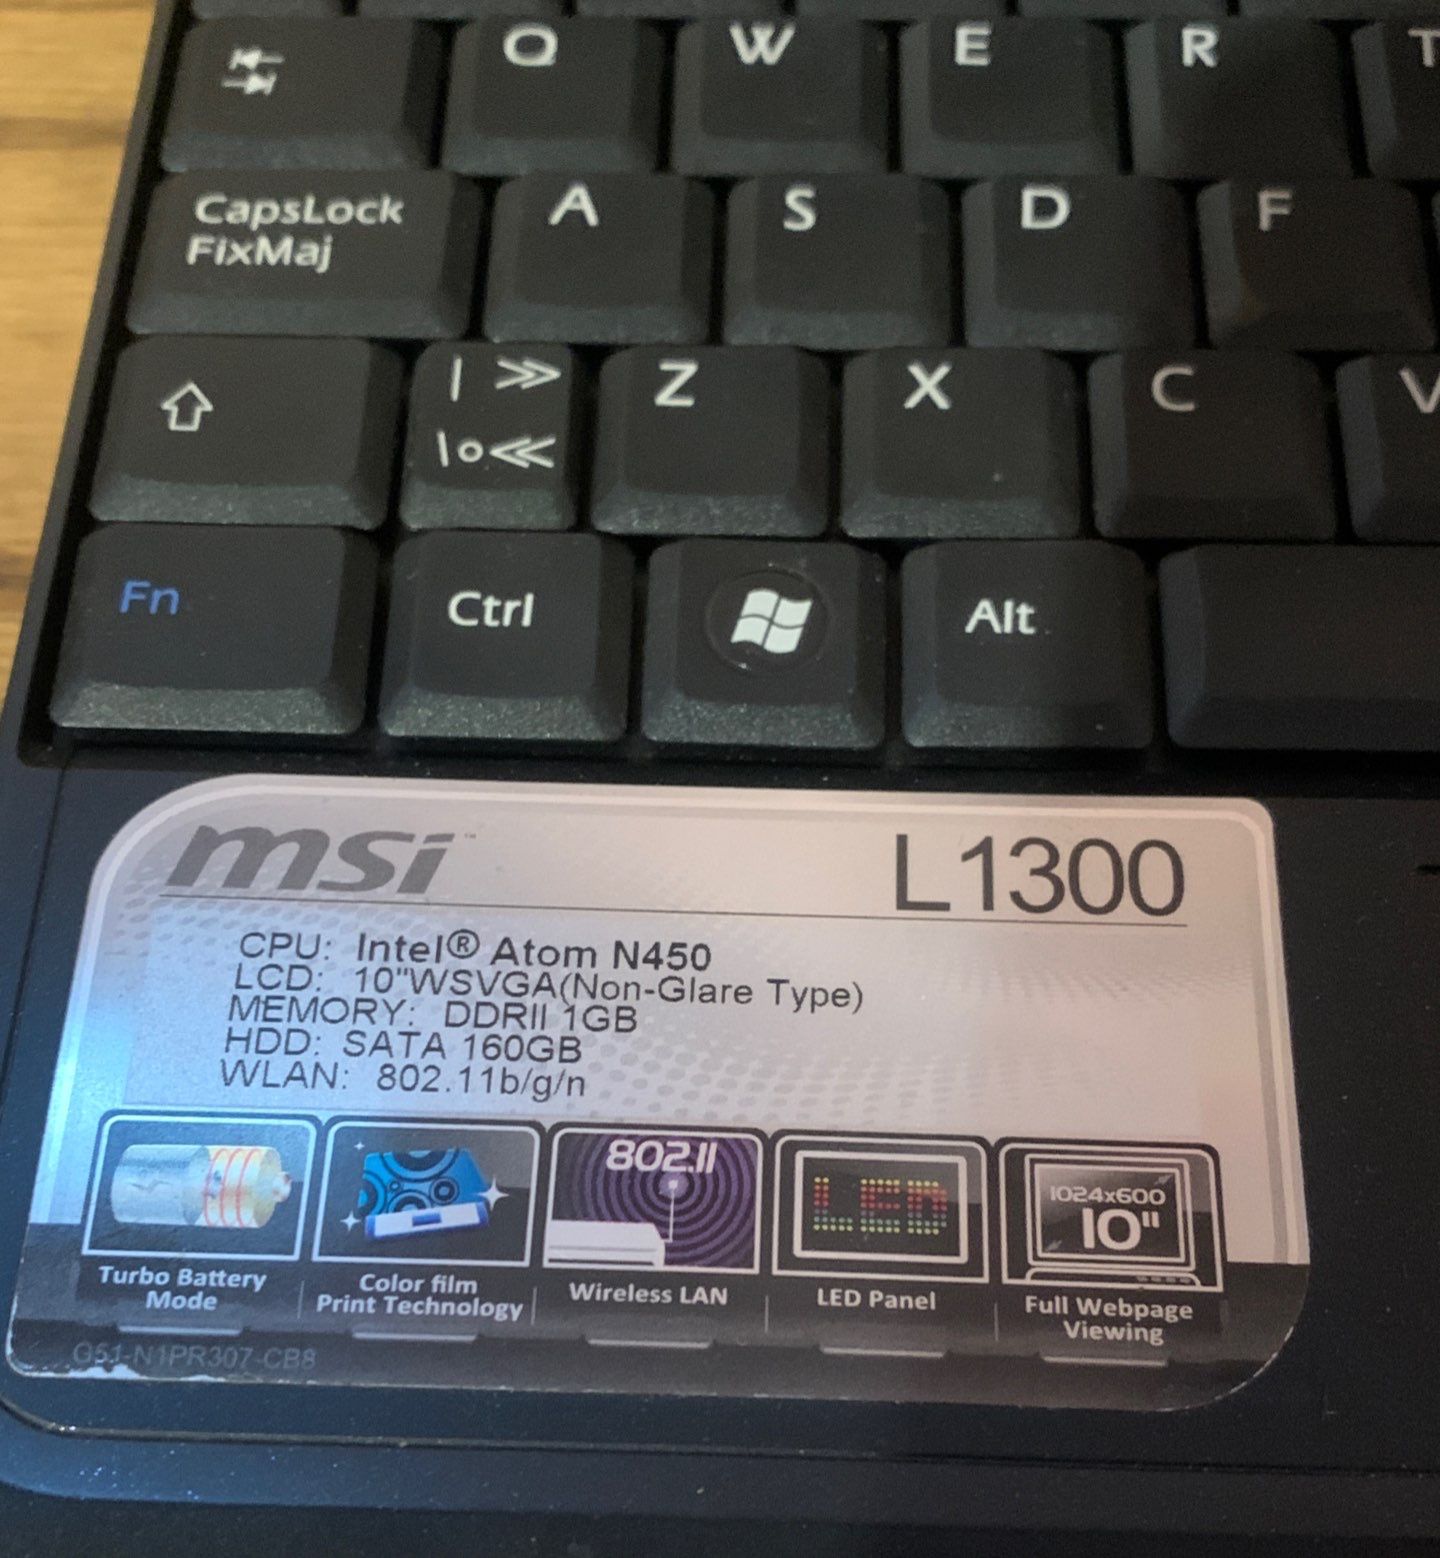 Q W E R T
CapsLock A S D F
FixMaj
| >> Z X C V
\ ° <<
Fn Ctrl Alt
msi™ L1300
CPU: Intel® Atom N450
LCD: 10"WSVGA(Non-Glare Type)
MEMORY: DDRII 1GB
HDD: SATA 160GB
WLAN: 802.11b/g/n
802.11
LED
1024x600
10"
Turbo Battery
Mode
Color film
Print Technology
Wireless LAN
LED Panel
Full Webpage
Viewing
G51-N1PR307-CB8